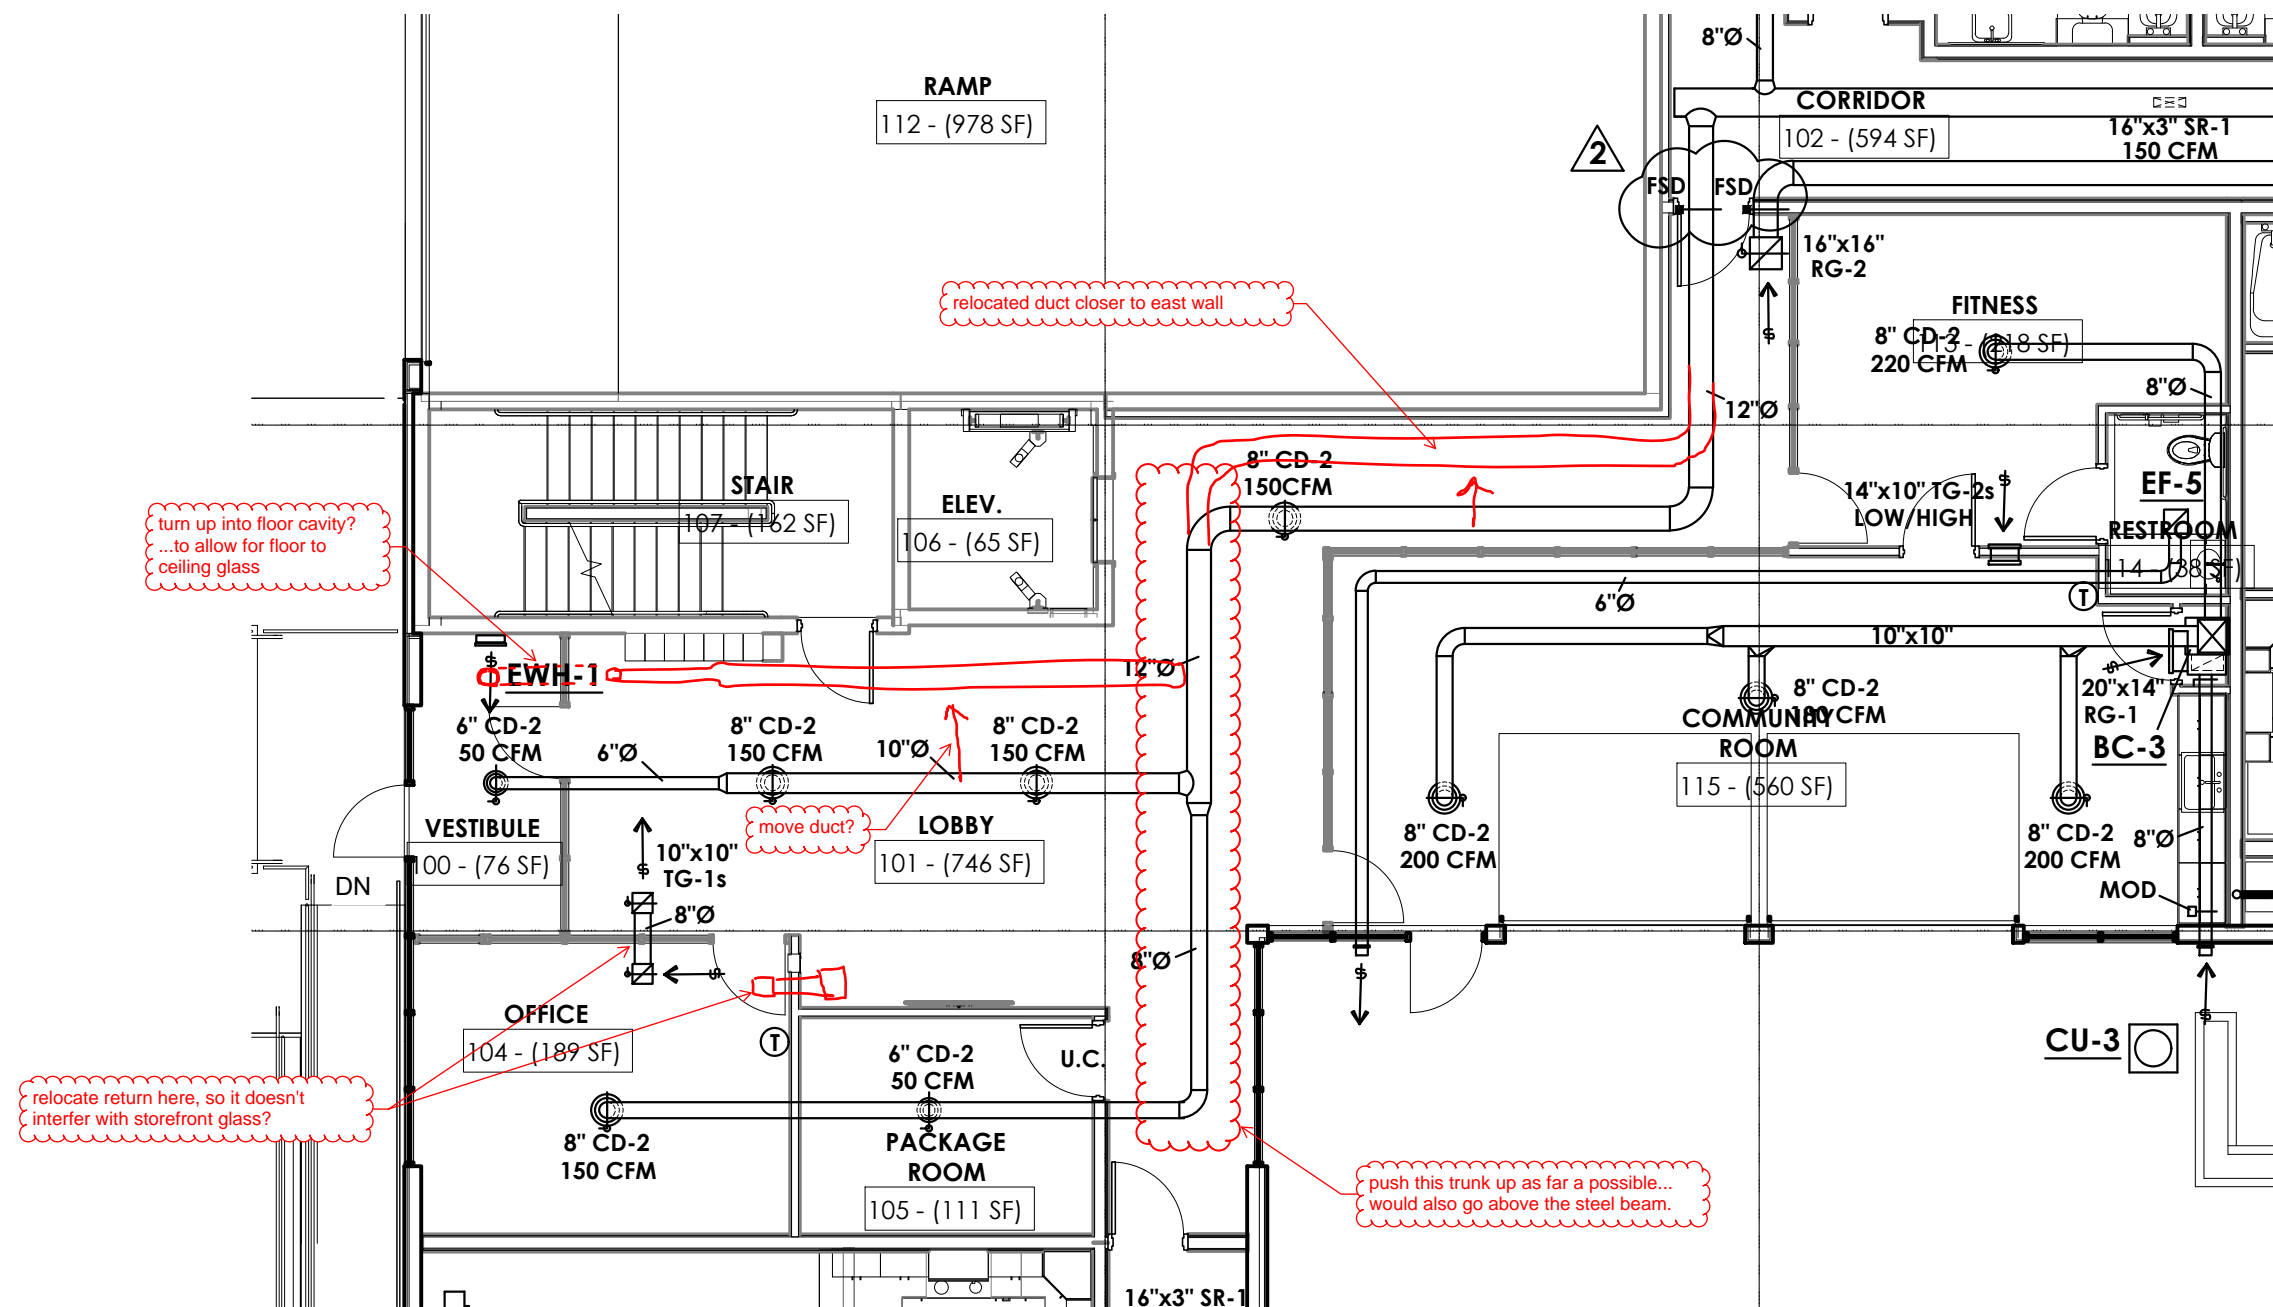 8"Ø
RAMP
112 - (978 SF)
CORRIDOR
102 - (594 SF)
16"x3" SR-1
150 CFM
2
FSD
FSD
16"x16"
RG-2
relocated duct closer to east wall
FITNESS
113 - (218 SF)
8" CD-2
220 CFM
8"Ø
12"Ø
8" CD-2
150CFM
STAIR
107 - (162 SF)
ELEV.
106 - (65 SF)
14"x10" TG-2s
LOW/HIGH
EF-5
RESTROOM
114 - (38 SF)
turn up into floor cavity?
...to allow for floor to
ceiling glass
6"Ø
T
10"x10"
EWH-1
12"Ø
6" CD-2
50 CFM
6"Ø
8" CD-2
150 CFM
10"Ø
8" CD-2
150 CFM
8" CD-2
180 CFM
COMMUNITY
ROOM
115 - (560 SF)
20"x14"
RG-1
BC-3
move duct?
VESTIBULE
100 - (76 SF)
LOBBY
101 - (746 SF)
10"x10"
TG-1s
8"Ø
DN
8" CD-2
200 CFM
8" CD-2
200 CFM
8"Ø
MOD
8"Ø
OFFICE
104 - (189 SF)
T
6" CD-2
50 CFM
U.C.
CU-3
relocate return here, so it doesn't
interfer with storefront glass?
8" CD-2
150 CFM
PACKAGE
ROOM
105 - (111 SF)
push this trunk up as far a possible...
would also go above the steel beam.
16"x3" SR-1